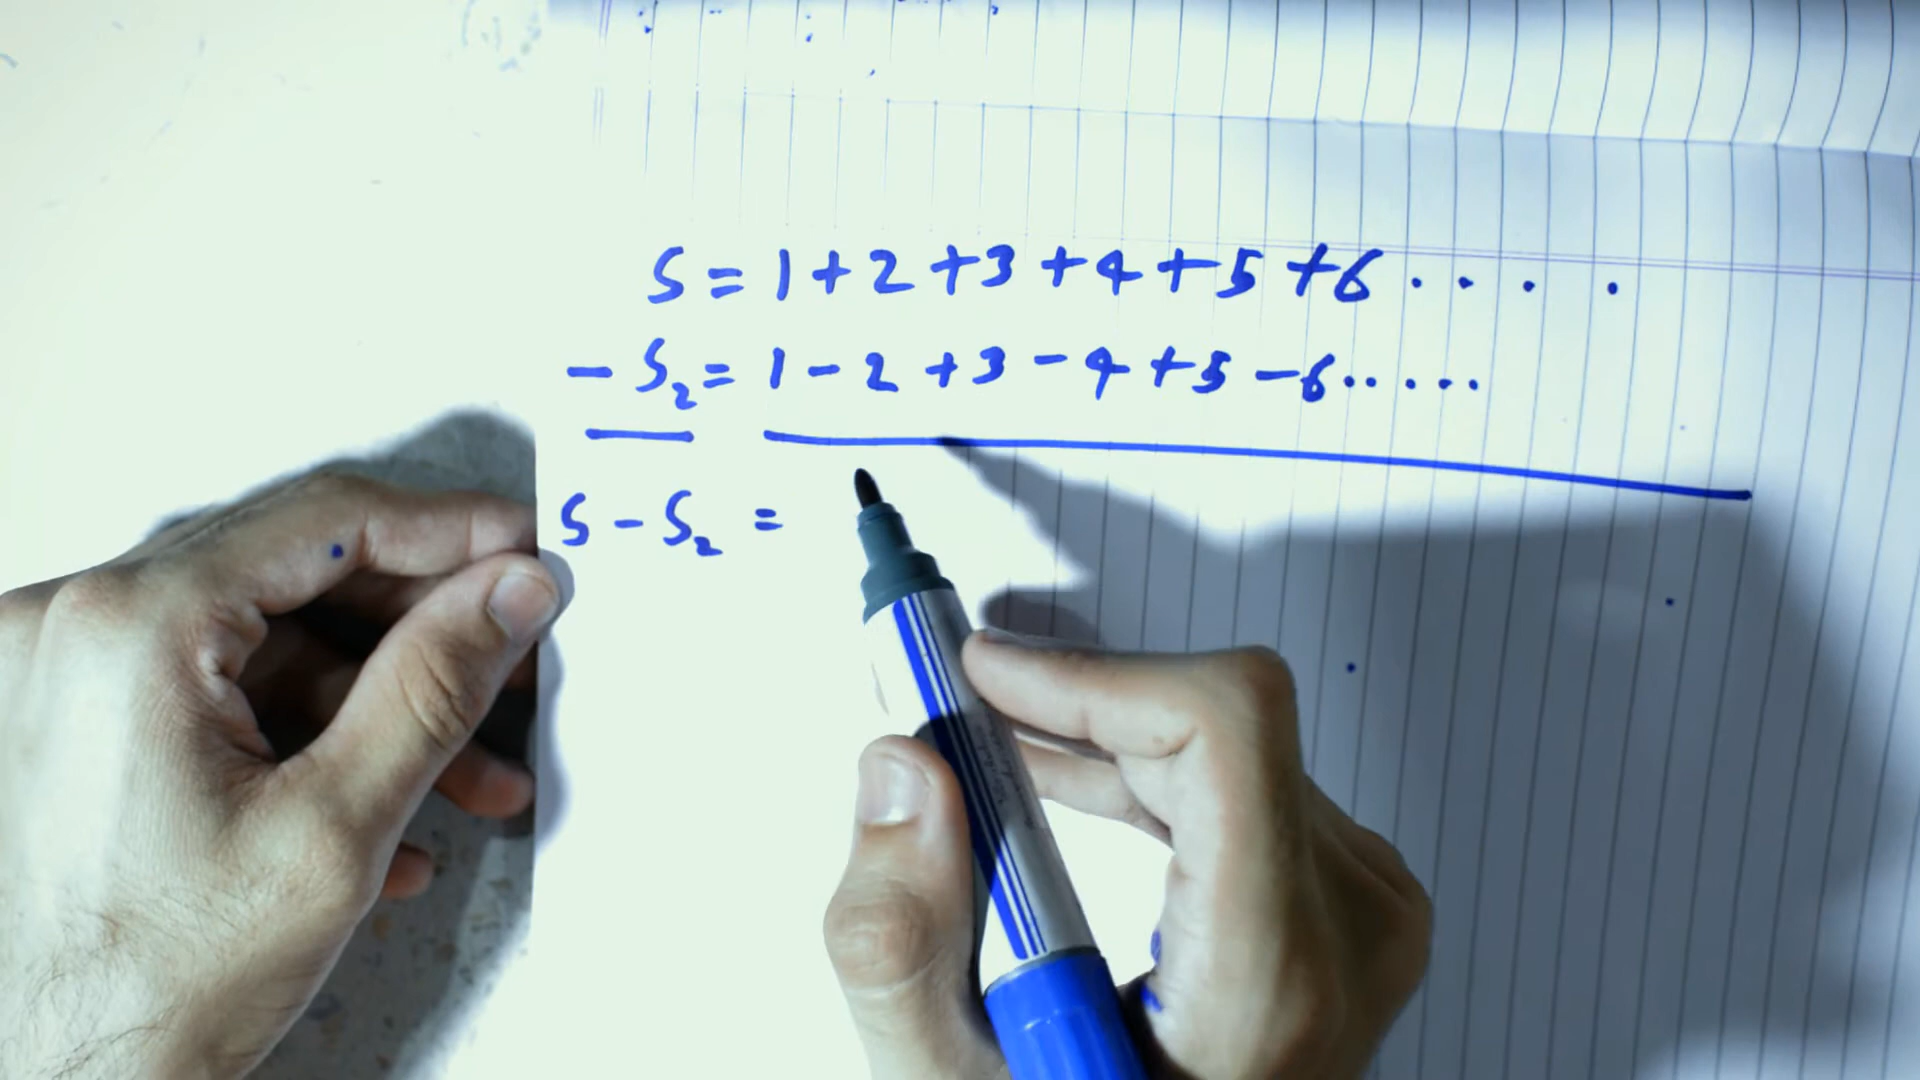 S = 1 + 2 + 3 + 4 + 5 + 6 . . . .
- S₂ = 1 - 2 + 3 - 4 + 5 - 6 . . . . .
S - S₂ =